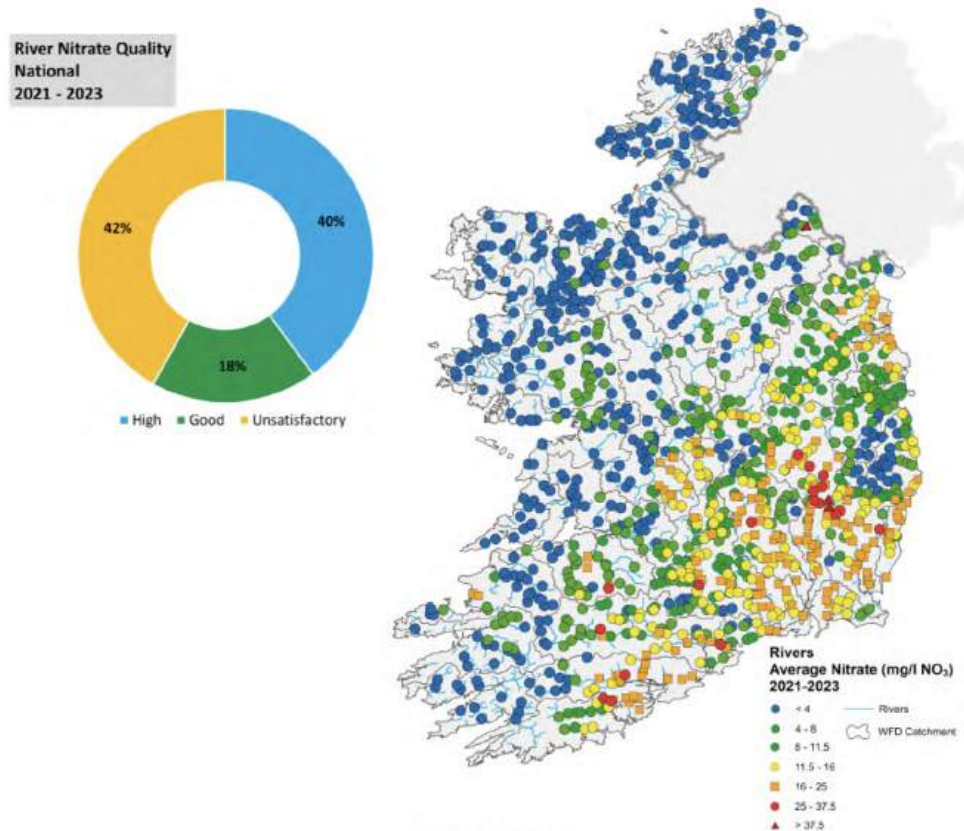 River Nitrate Quality
National
2021 - 2023
42%
40%
18%
High Good Unsatisfactory
Rivers
Average Nitrate (mg/l NO₃)
2021-2023
< 4
4 - 8
8 - 11.5
11.5 - 16
16 - 25
25 - 37.5
> 37.5
Rivers
WFD Catchment